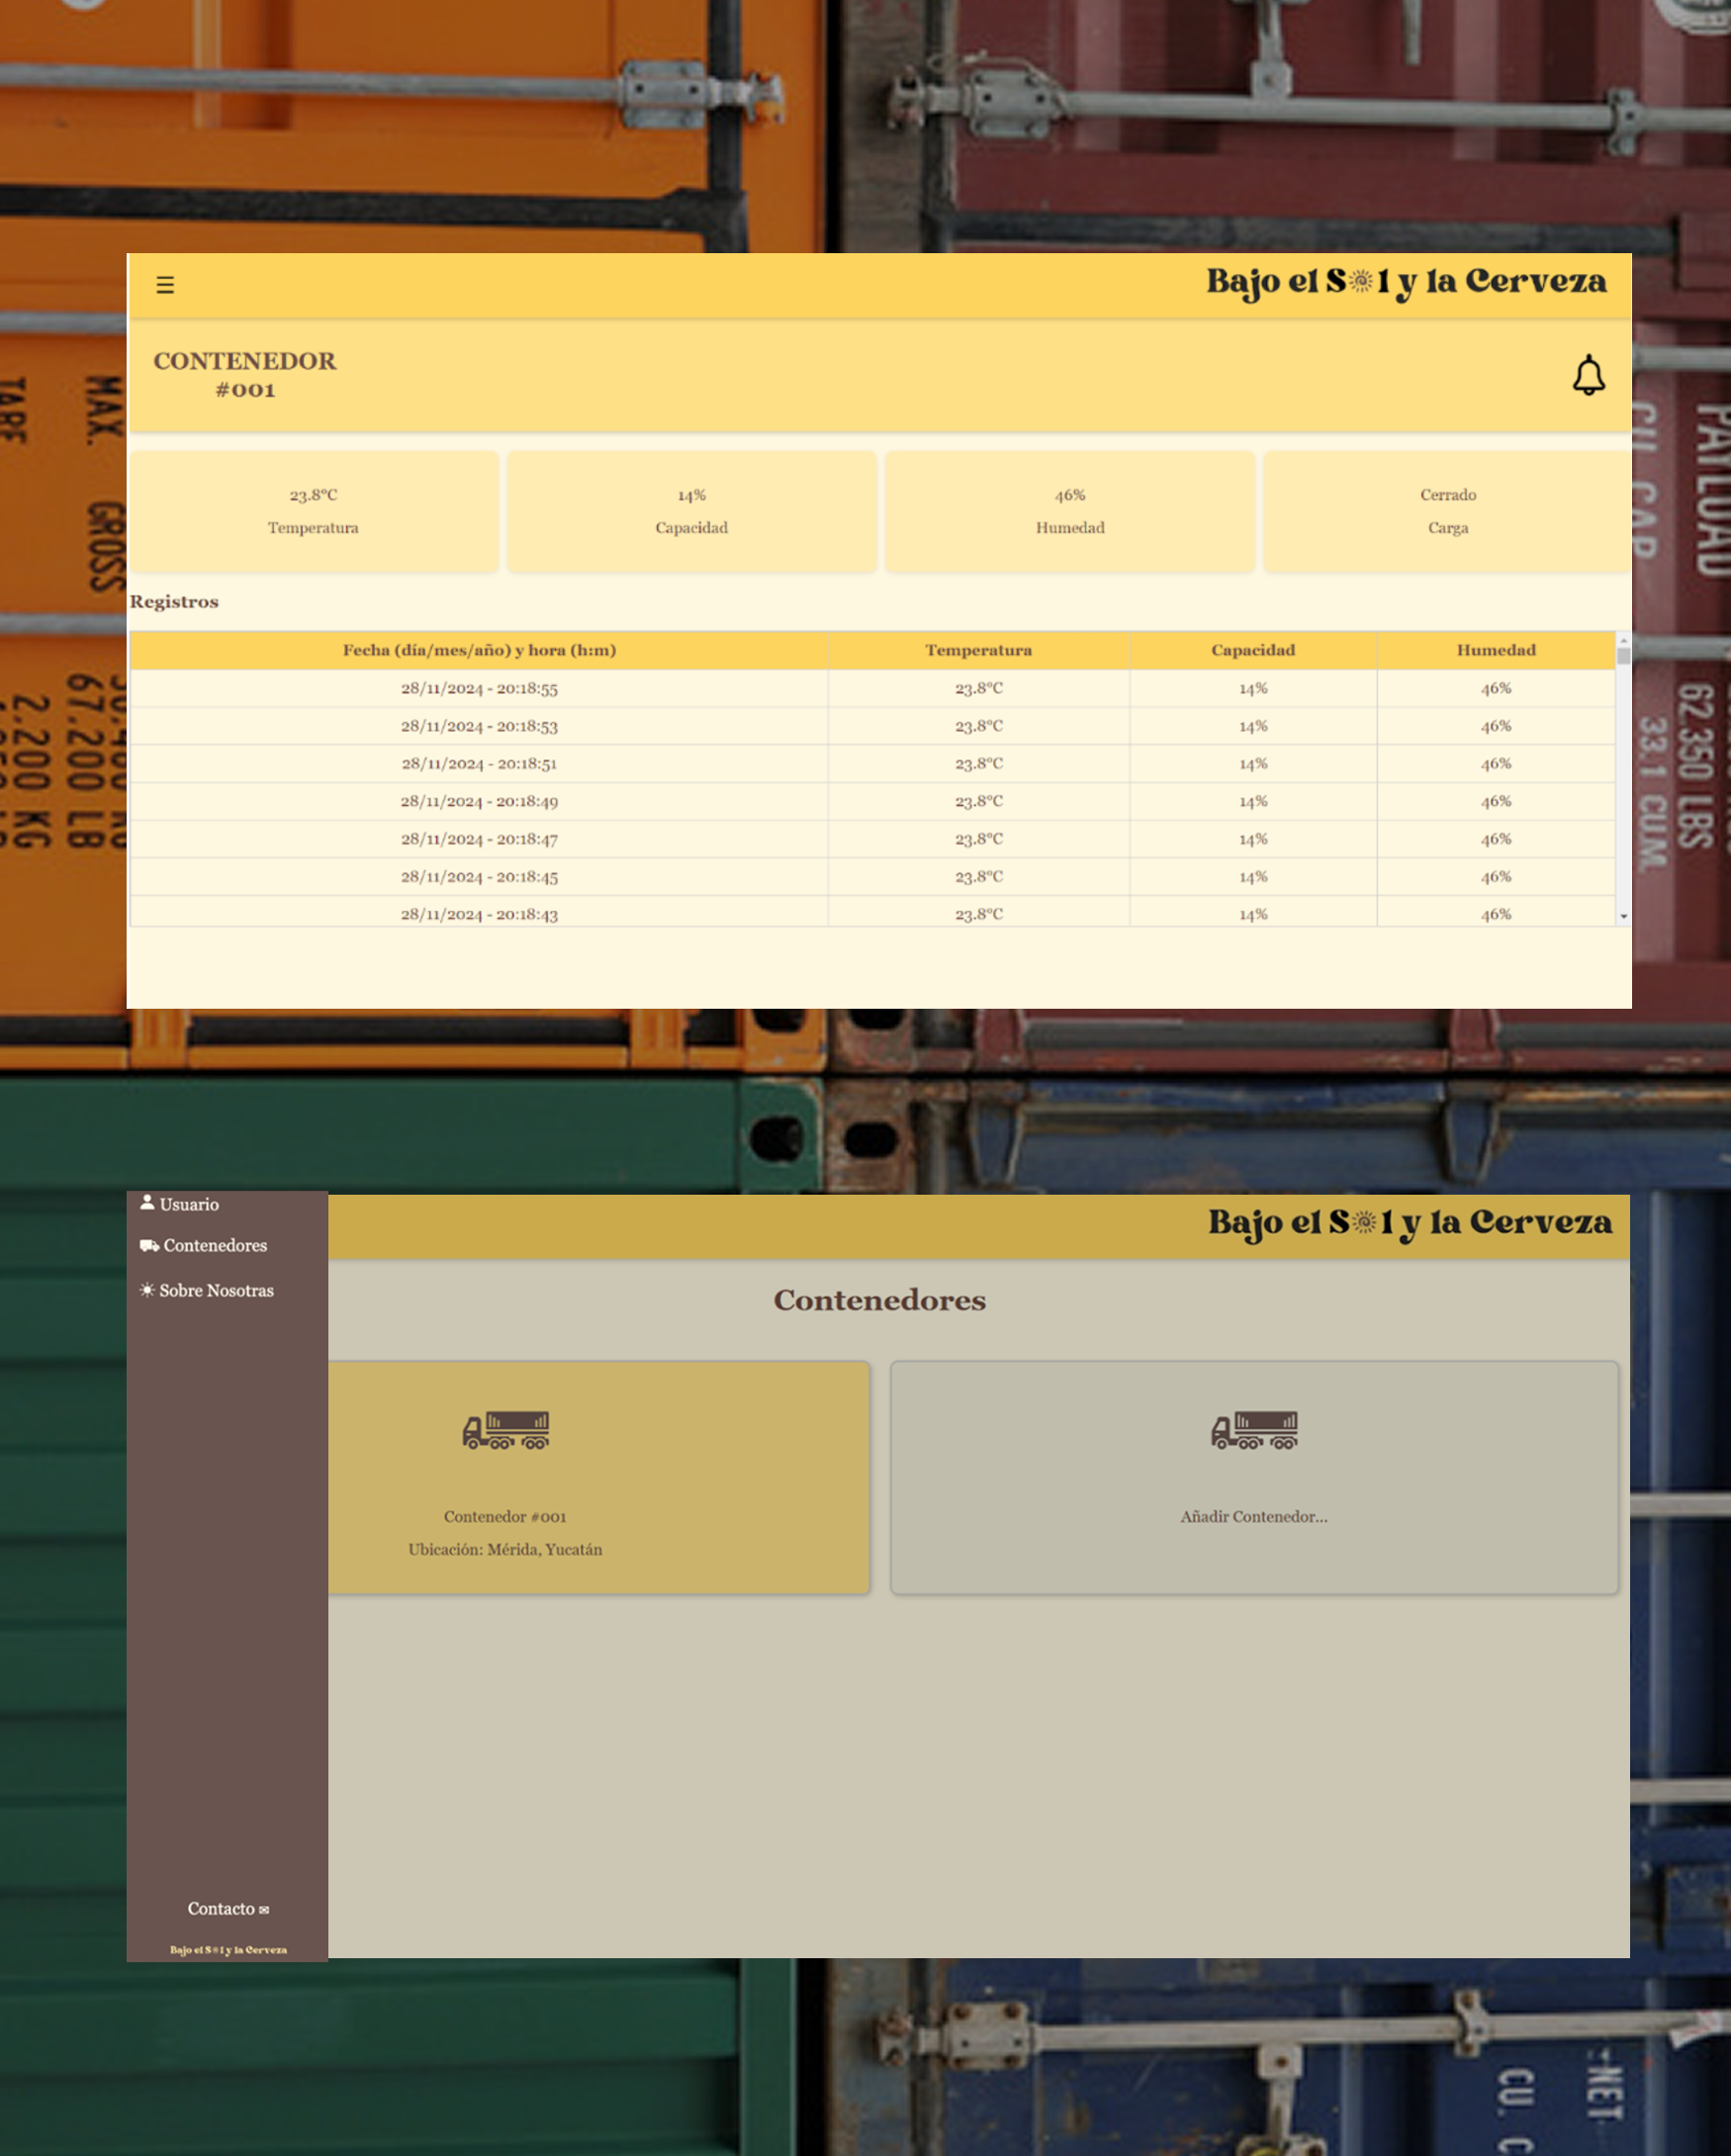 Bajo el Sol y la Cerveza
CONTENEDOR
#001
23.8°C
Temperatura
14%
Capacidad
46%
Humedad
Cerrado
Carga
Registros
Fecha (día/mes/año) y hora (h:m) Temperatura Capacidad Humedad
28/11/2024 - 20:18:55 23.8°C 14% 46%
28/11/2024 - 20:18:53 23.8°C 14% 46%
28/11/2024 - 20:18:51 23.8°C 14% 46%
28/11/2024 - 20:18:49 23.8°C 14% 46%
28/11/2024 - 20:18:47 23.8°C 14% 46%
28/11/2024 - 20:18:45 23.8°C 14% 46%
28/11/2024 - 20:18:43 23.8°C 14% 46%
TARE
MAX. GROSS
67.200 LB
2.200 KG
PAYLOAD
CU. CAP.
62.350 LBS
33.1 CU.M.
Usuario
Contenedores
Sobre Nosotras
Contacto
Bajo el Sol y la Cerveza
Bajo el Sol y la Cerveza
Contenedores
Contenedor #001
Ubicación: Mérida, Yucatán
Añadir Contenedor...
NET
CU. C